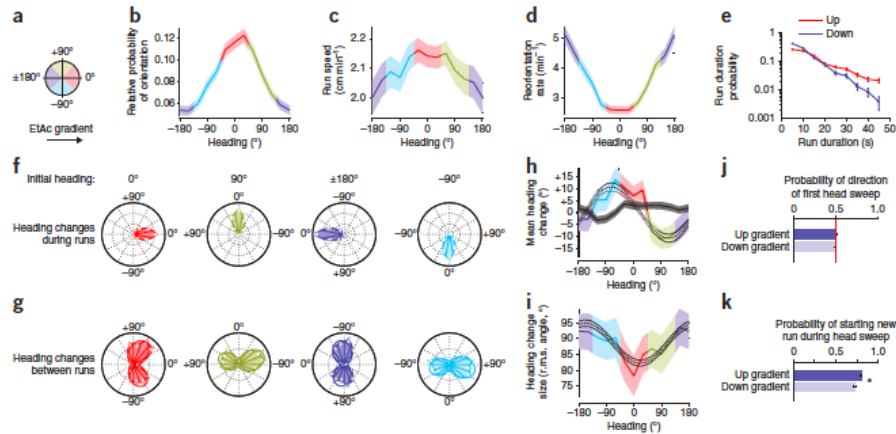 a
+90°
±180°
0°
−90°
EtAc gradient
b
Relative probability
of orientation
0.12
0.10
0.08
0.06
−180 −90 0 90 180
Heading (°)
c
Run speed
(cm min−1)
2.2
2.1
2.0
−180 −90 0 90 180
Heading (°)
d
Reorientation
rate (min−1)
5
4
3
−180 −90 0 90 180
Heading (°)
e
Up
Down
Run duration
probability
1
0.1
0.01
0.001
0 10 20 30 40 50
Run duration (s)
f
Initial heading:
0° 90° ±180° −90°
Heading changes
during runs
+90°
0°
−90°
0°
+90°
−90°
−90°
0°
+90°
+90°
−90°
0°
g
Heading changes
between runs
+90°
0°
−90°
0°
+90°
−90°
−90°
0°
+90°
+90°
−90°
0°
h
Mean heading
change (°)
+15
+10
+5
0
−5
−10
−15
−180 −90 0 90 180
Heading (°)
i
Heading change
size (r.m.s. angle, °)
95
90
85
80
75
−180 −90 0 90 180
Heading (°)
j
Probability of direction
of first head sweep
0 0.5 1.0
Up gradient
Down gradient
k
Probability of starting new
run during head sweep
0 0.5 1.0
Up gradient
Down gradient
*